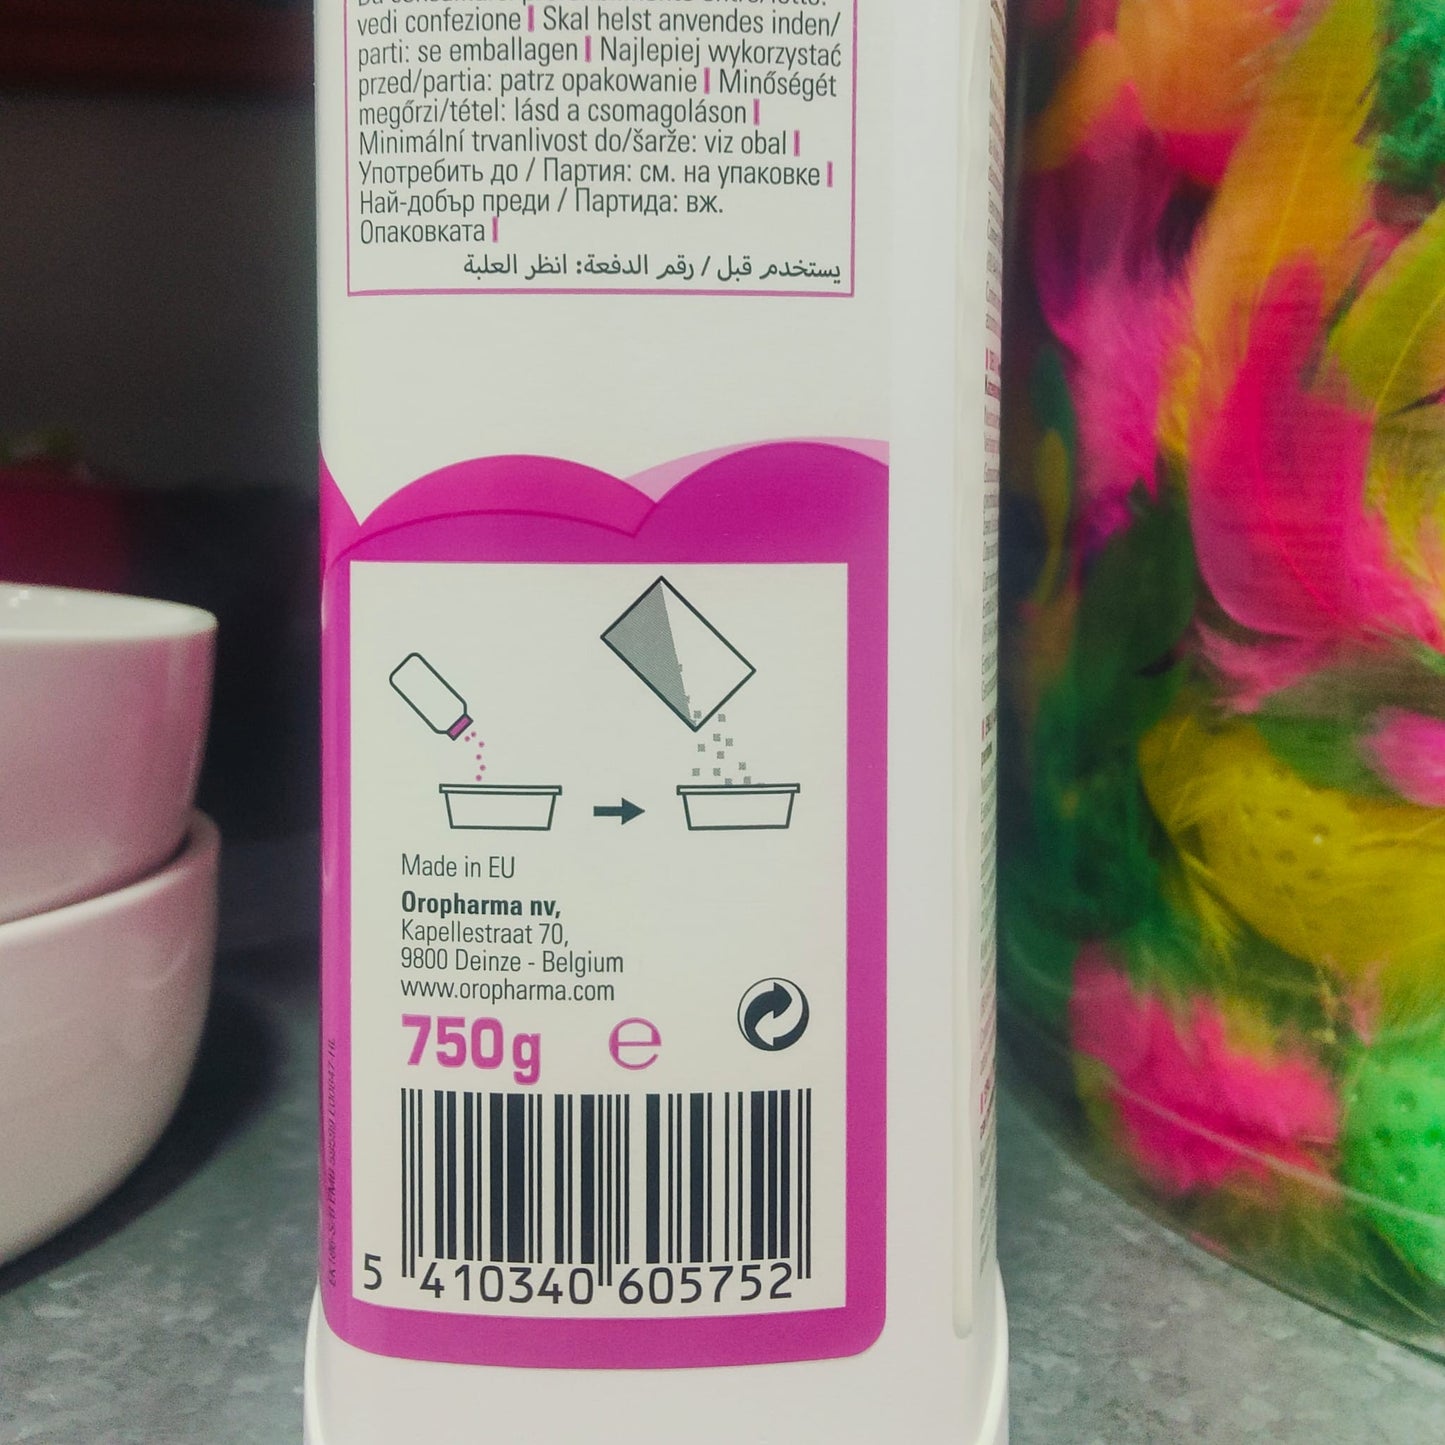 vedi confezione | Skal helst anvendes inden/
parti: se emballagen | Najlepiej wykorzystać
przed/partia: patrz opakowanie | Minőségét
megőrzi/tétel: lásd a csomagoláson |
Minimální trvanlivost do/šarže: viz obal |
Употребить до / Партия: см. на упаковке |
Най-добър преди / Партида: вж.
Опаковката |
يستخدم قبل / رقم الدفعة: انظر العلبة
Made in EU
Oropharma nv,
Kapellestraat 70,
9800 Deinze - Belgium
www.oropharma.com
750g e
5 410340 605752